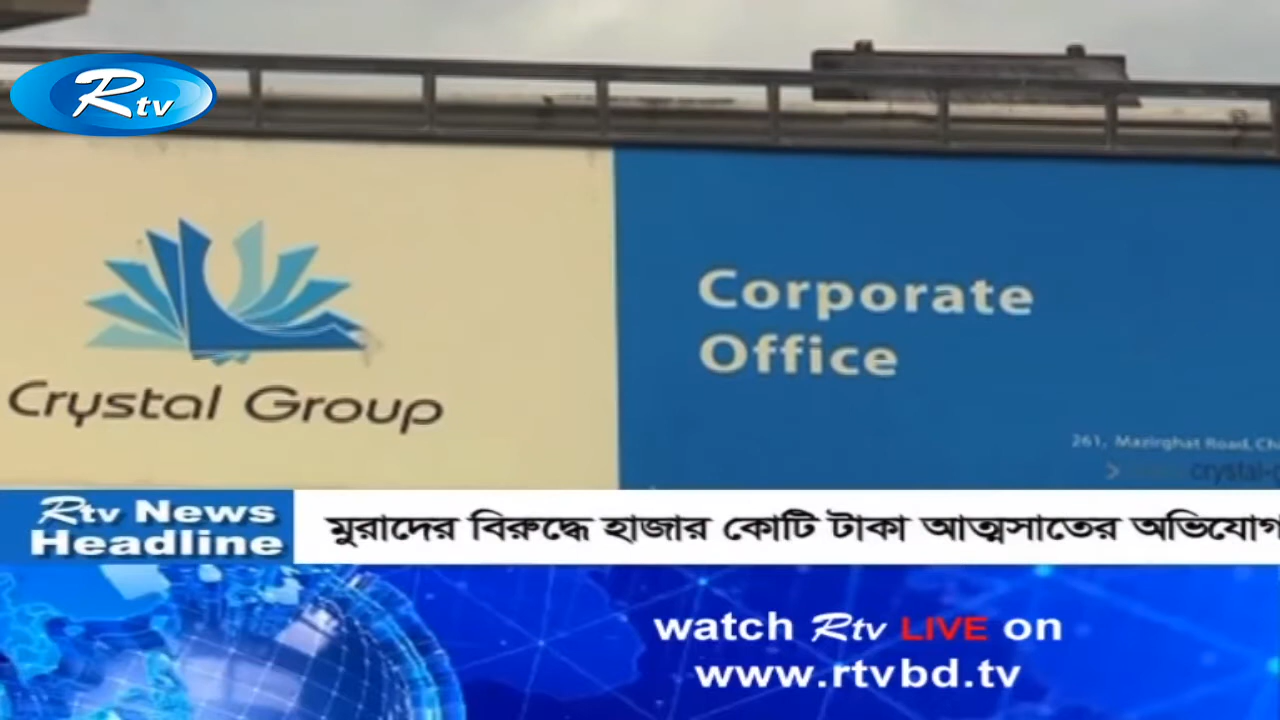 Rtv
Crystal Group
Corporate
Office
261, Mazirghat Road,
Rtv News
Headline
মুরাদের বিরুদ্ধে হাজার কোটি টাকা আত্মসাতের অভিযোগ
watch Rtv LIVE on
www.rtvbd.tv